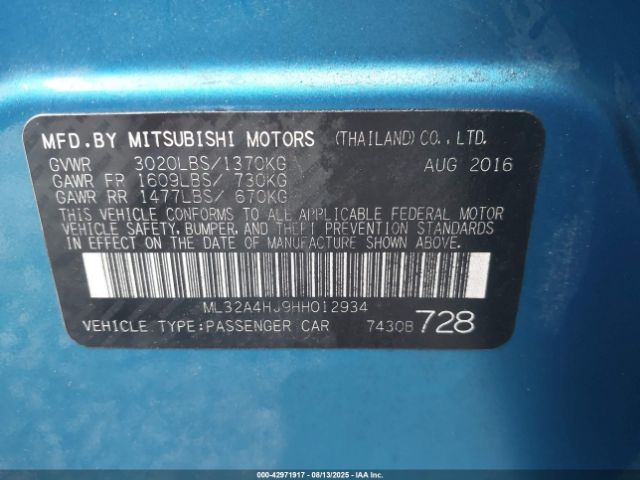 MFD.BY MITSUBISHI MOTORS (THAILAND)CO.,LTD.
GVWR 3020LBS/1370KG AUG 2016
GAWR FR 1609LBS/ 730KG
GAWR RR 1477LBS/ 670KG
THIS VEHICLE CONFORMS TO ALL APPLICABLE FEDERAL MOTOR
VEHICLE SAFETY, BUMPER, AND THEFT PREVENTION STANDARDS
IN EFFECT ON THE DATE OF MANUFACTURE SHOWN ABOVE.
ML32A4HJ9HH012934
VEHICLE TYPE:PASSENGER CAR 7430B 728
000-42971917 - 08/13/2025 - IAAI.COM